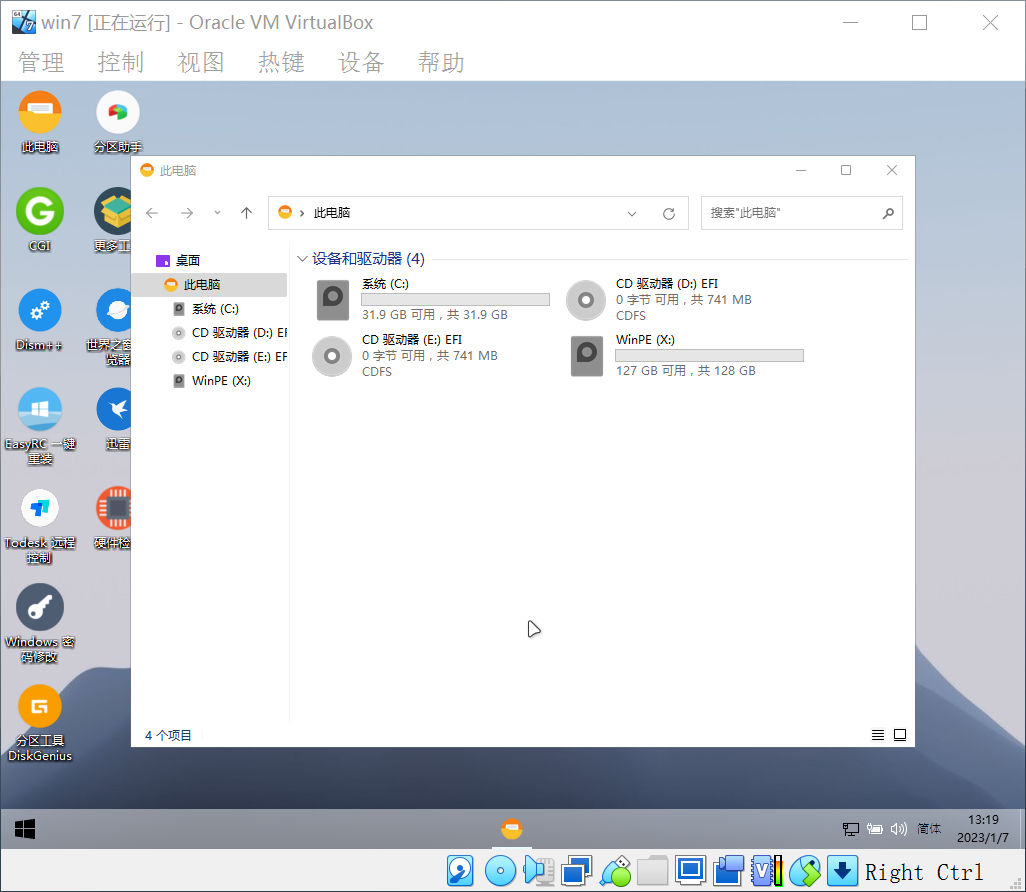 win7 [正在运行] - Oracle VM VirtualBox
管理 控制 视图 热键 设备 帮助
此电脑
分区助手
CGI
更多工
Dism++
世界之窗
览器
EasyRC 一键
重装
迅雷
Todesk 远程
控制
硬件检
Windows 密
码修改
分区工具
DiskGenius
此电脑
此电脑
搜索"此电脑"
桌面
此电脑
系统 (C:)
CD 驱动器 (D:) EF
CD 驱动器 (E:) EF
WinPE (X:)
设备和驱动器 (4)
系统 (C:)
31.9 GB 可用，共 31.9 GB
CD 驱动器 (D:) EFI
0 字节 可用，共 741 MB
CDFS
CD 驱动器 (E:) EFI
0 字节 可用，共 741 MB
CDFS
WinPE (X:)
127 GB 可用，共 128 GB
4 个项目
简体
13:19
2023/1/7
Right Ctrl